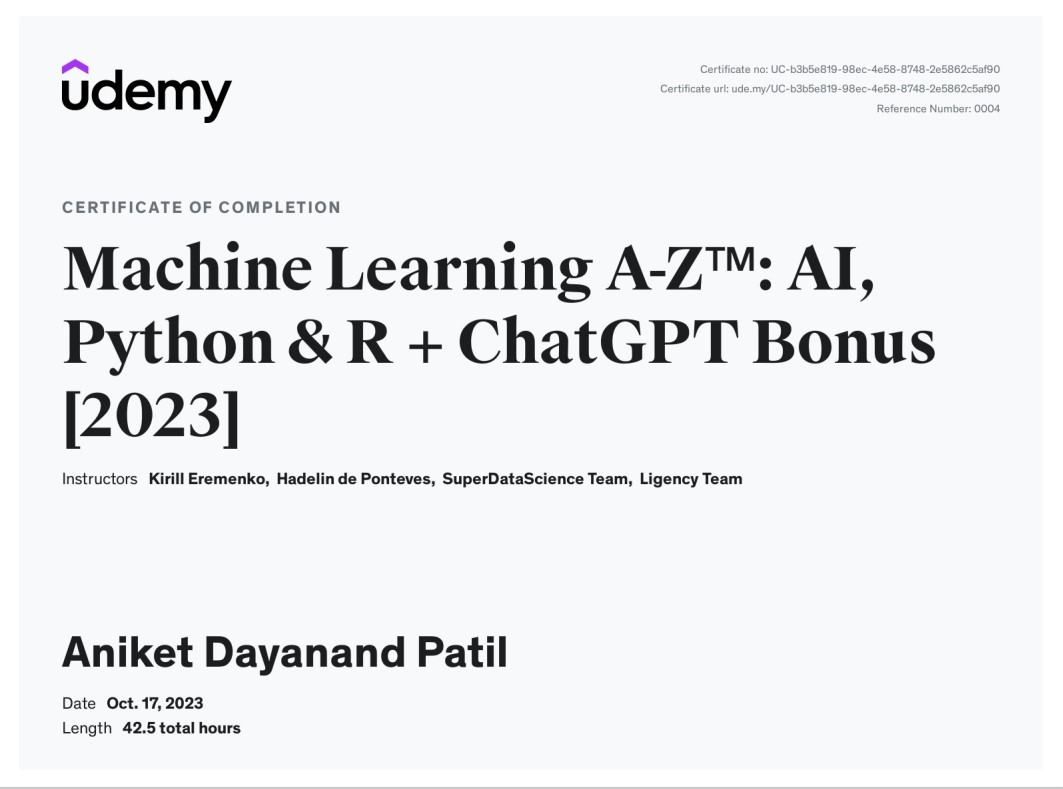 udemy
Certificate no: UC-b3b5e819-98ec-4e58-8748-2e5862c5af90
Certificate url: ude.my/UC-b3b5e819-98ec-4e58-8748-2e5862c5af90
Reference Number: 0004
CERTIFICATE OF COMPLETION
Machine Learning A-Z™: AI,
Python & R + ChatGPT Bonus
[2023]
Instructors Kirill Eremenko, Hadelin de Ponteves, SuperDataScience Team, Ligency Team
Aniket Dayanand Patil
Date Oct. 17, 2023
Length 42.5 total hours